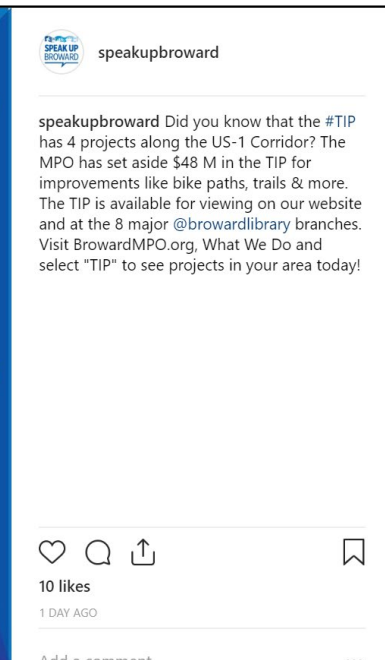 SPEAK UP
BROWARD
speakupbroward
speakupbroward Did you know that the #TIP
has 4 projects along the US-1 Corridor? The
MPO has set aside $48 M in the TIP for
improvements like bike paths, trails & more.
The TIP is available for viewing on our website
and at the 8 major @browardlibrary branches.
Visit BrowardMPO.org, What We Do and
select "TIP" to see projects in your area today!
10 likes
1 DAY AGO
Add a comment